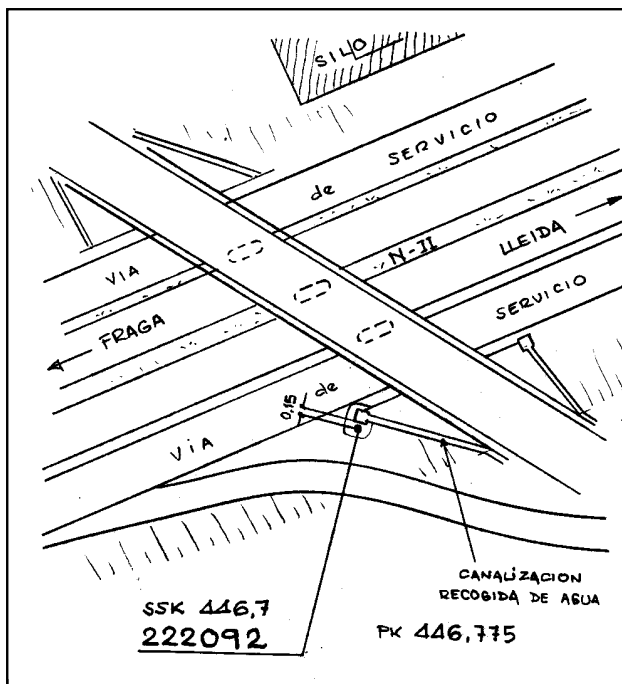 SILO
VIA de SERVICIO
N-II
LLEIDA
FRAGA
VIA de SERVICIO
0,15
CANALIZACION
RECOGIDA DE AGUA
SSK 446,7
222092
PK 446,775